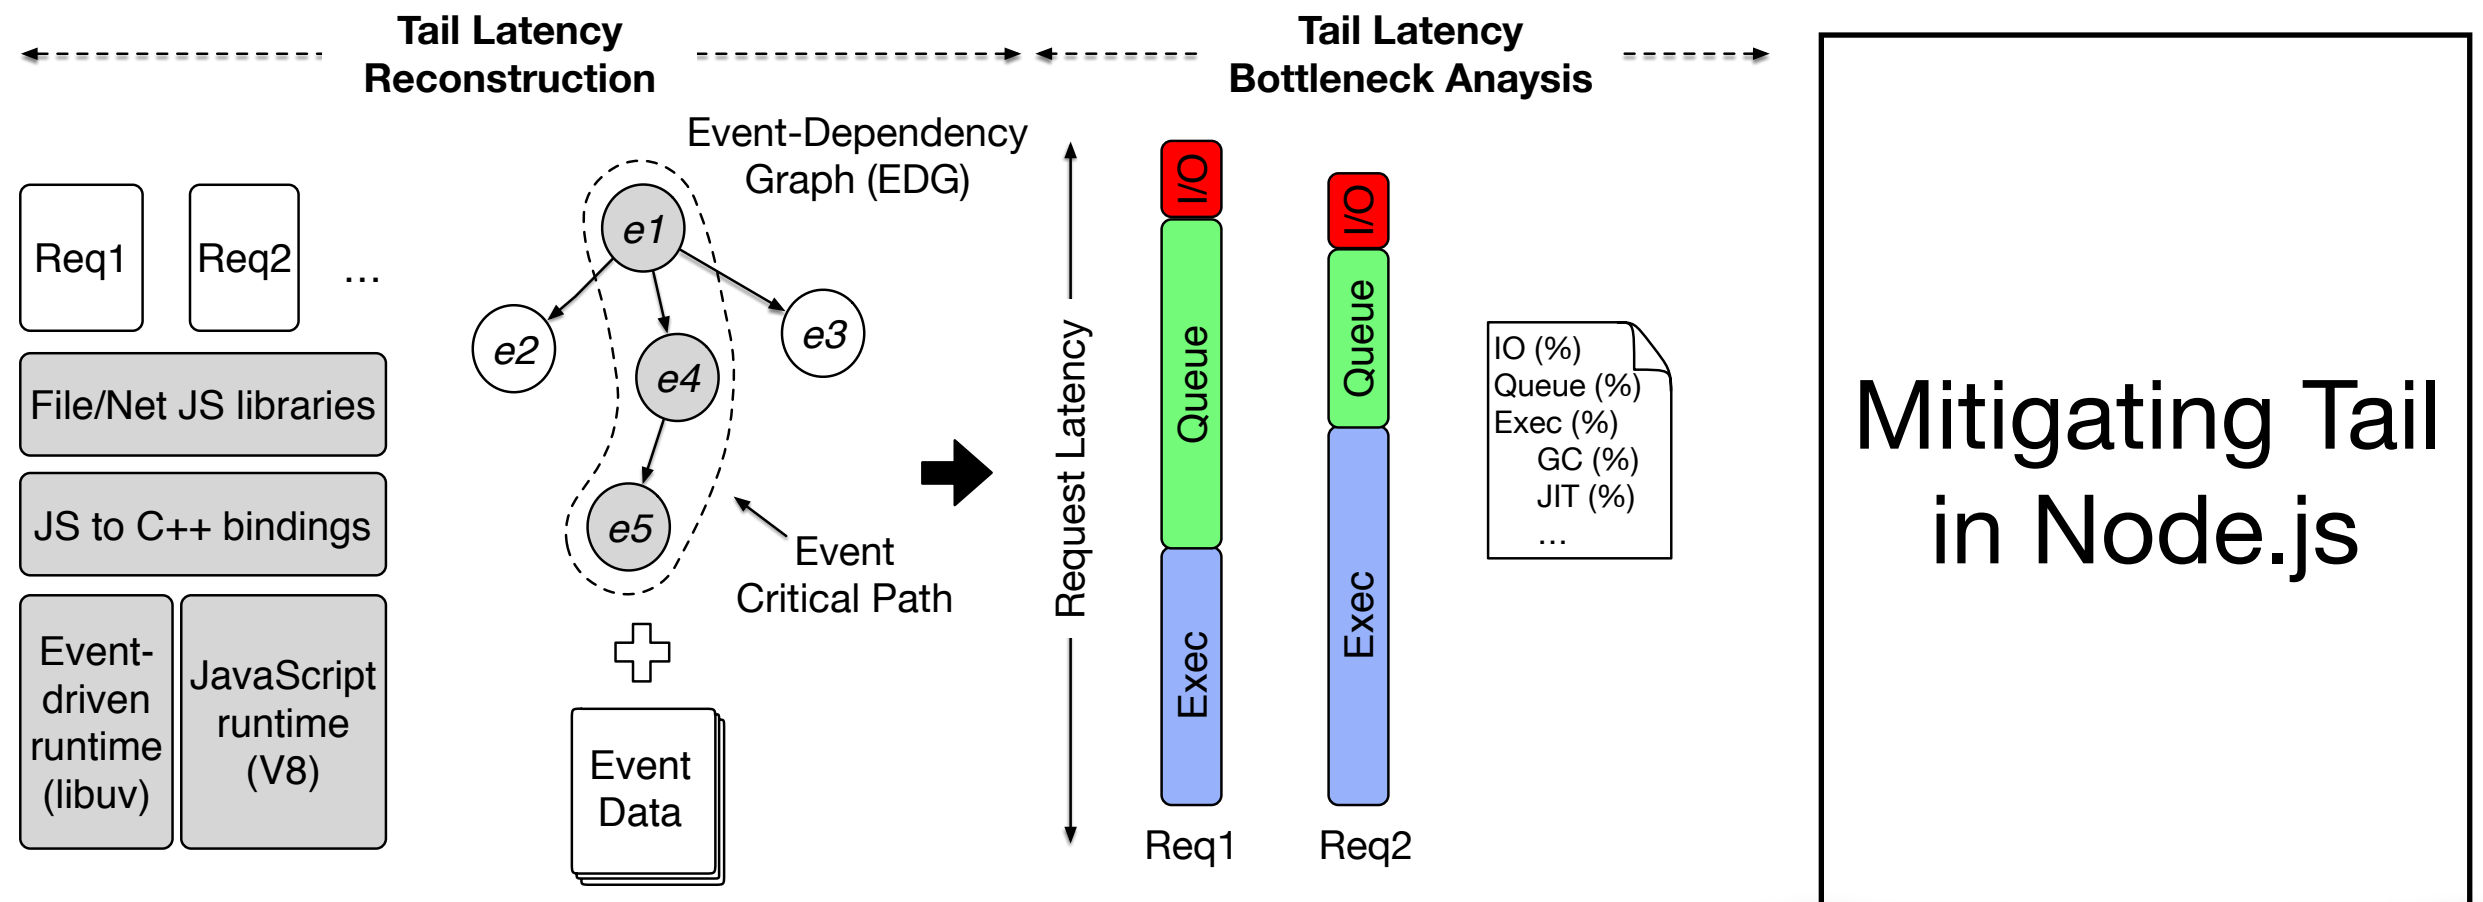 Tail Latency
Reconstruction
Tail Latency
Bottleneck Anaysis
Event-Dependency
Graph (EDG)
Req1
Req2
...
File/Net JS libraries
JS to C++ bindings
Event-
driven
runtime
(libuv)
JavaScript
runtime
(V8)
e1
e2
e3
e4
e5
Event
Critical Path
Event
Data
Request Latency
I/O
Queue
Exec
Req1
I/O
Queue
Exec
Req2
IO (%)
Queue (%)
Exec (%)
GC (%)
JIT (%)
...
Mitigating Tail
in Node.js